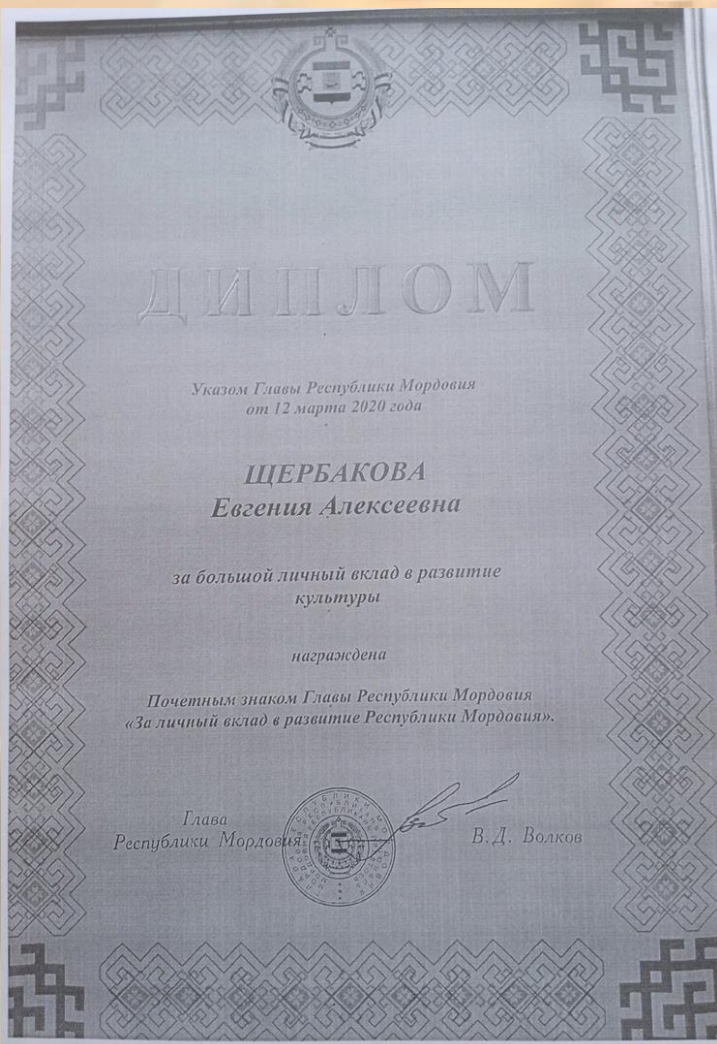 ДИПЛОМ
Указом Главы Республики Мордовия
от 12 марта 2020 года
ЩЕРБАКОВА
Евгения Алексеевна
за большой личный вклад в развитие
культуры
награждена
Почетным знаком Главы Республики Мордовия
«За личный вклад в развитие Республики Мордовия».
Глава
Республики Мордовия
В.Д. Волков